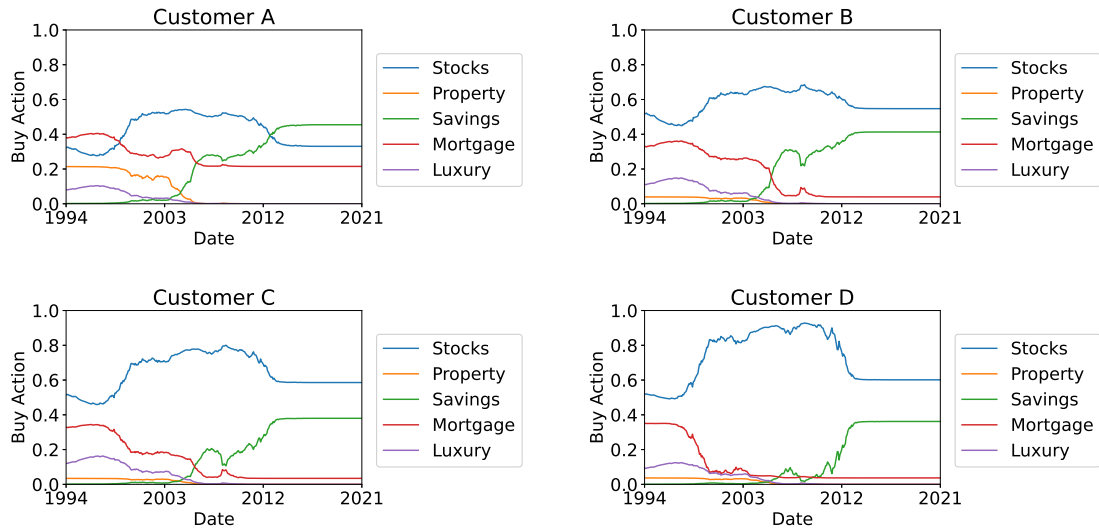 Customer A
Buy Action
1.0
0.8
0.6
0.4
0.2
0.0
1994 2003 2012 2021
Date
Stocks
Property
Savings
Mortgage
Luxury
Customer B
Buy Action
1.0
0.8
0.6
0.4
0.2
0.0
1994 2003 2012 2021
Date
Stocks
Property
Savings
Mortgage
Luxury
Customer C
Buy Action
1.0
0.8
0.6
0.4
0.2
0.0
1994 2003 2012 2021
Date
Stocks
Property
Savings
Mortgage
Luxury
Customer D
Buy Action
1.0
0.8
0.6
0.4
0.2
0.0
1994 2003 2012 2021
Date
Stocks
Property
Savings
Mortgage
Luxury